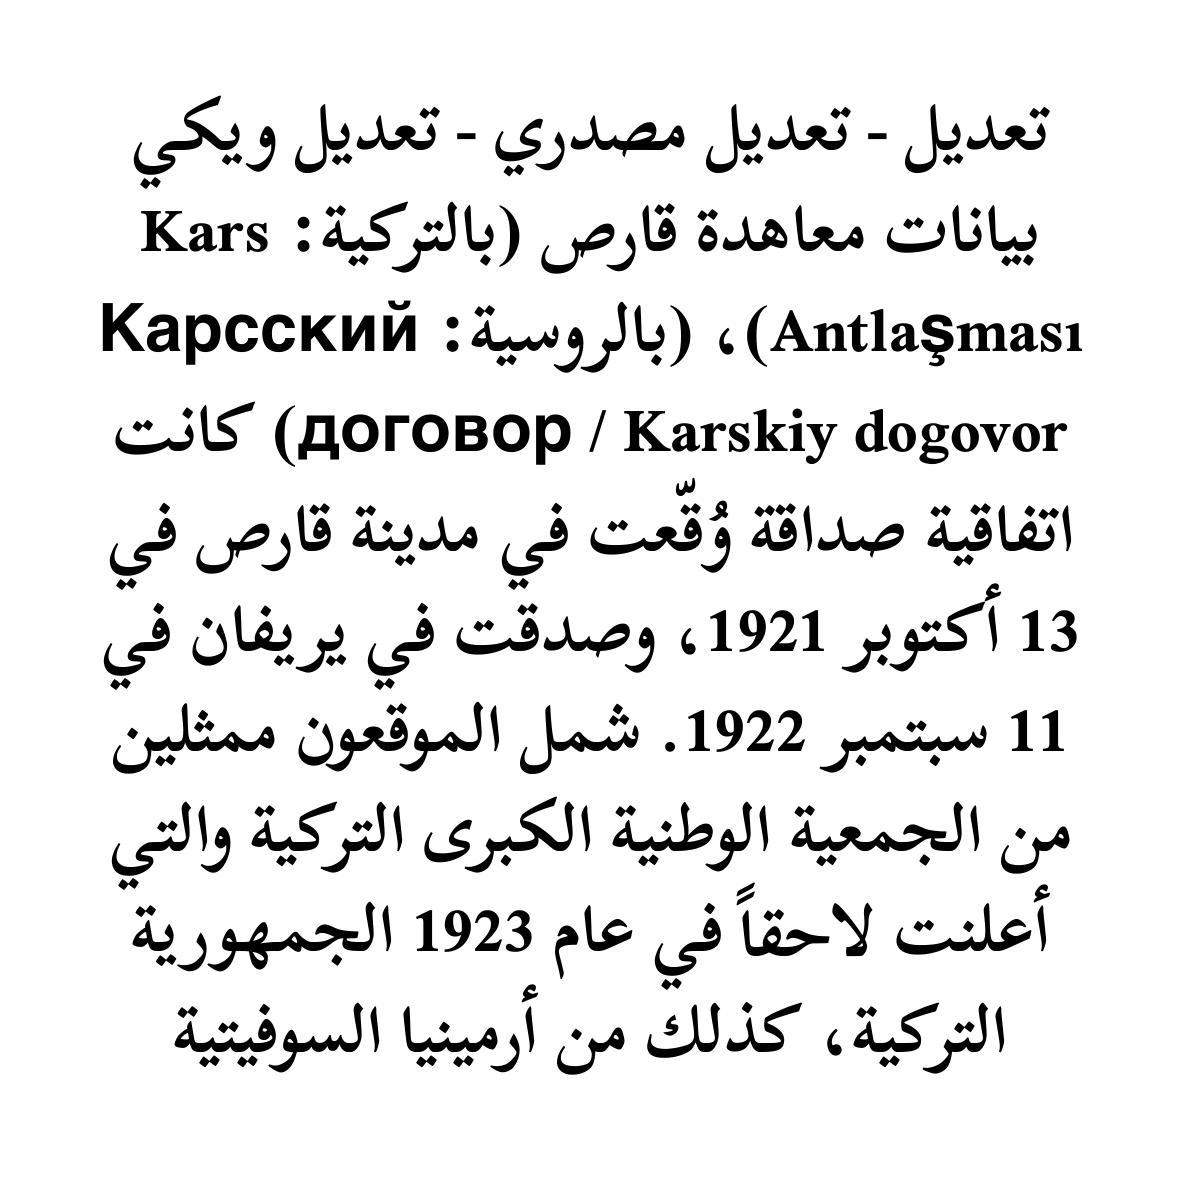 تعديل - تعديل مصدري - تعديل ويكي
بيانات معاهدة قارص (بالتركية: Kars
Antlaşması)، (بالروسية: Карсский
договор / Karskiy dogovor) كانت
اتفاقية صداقة وُقّعت في مدينة قارص في
13 أكتوبر 1921، وصدقت في يريفان في
11 سبتمبر 1922. شمل الموقعون ممثلين
من الجمعية الوطنية الكبرى التركية والتي
أعلنت لاحقاً في عام 1923 الجمهورية
التركية، كذلك من أرمينيا السوفيتية